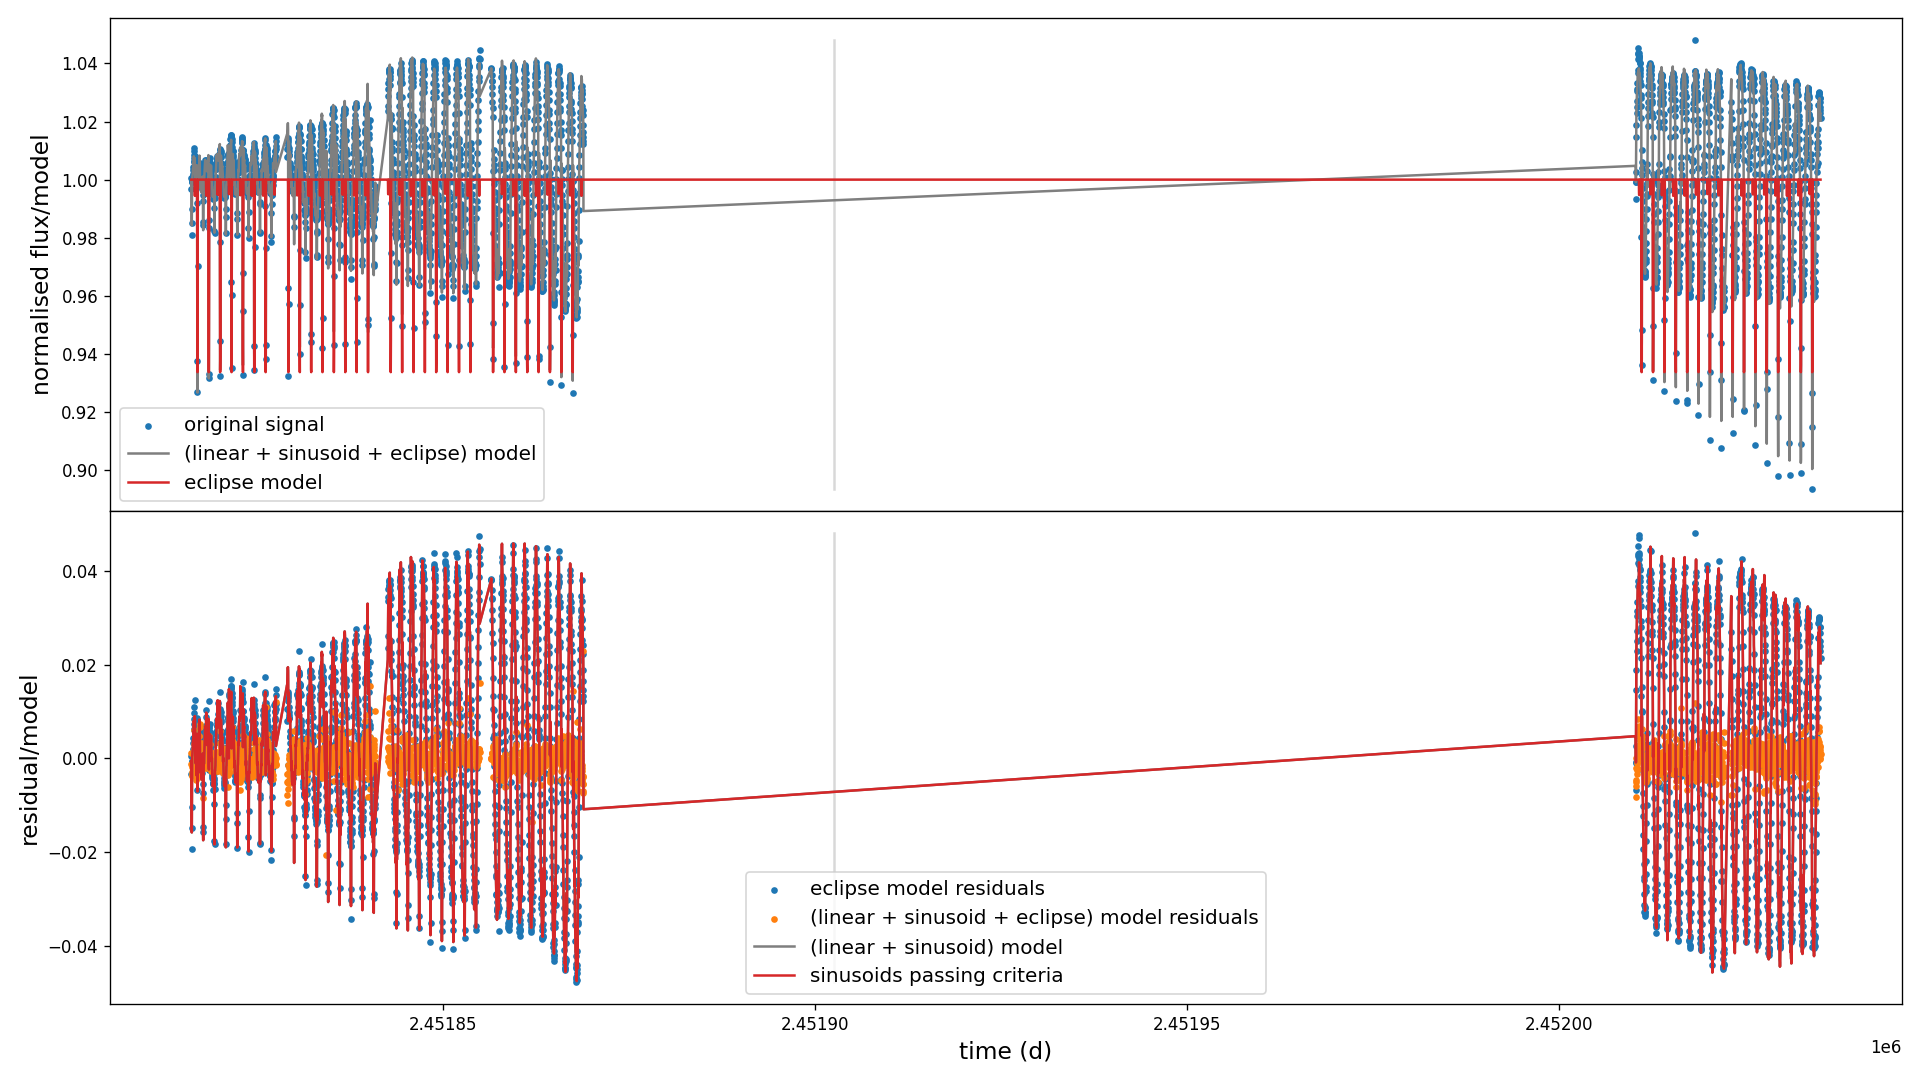 normalised flux/model
1.04
1.02
1.00
0.98
0.96
0.94
0.92
0.90
original signal
(linear + sinusoid + eclipse) model
eclipse model
residual/model
0.04
0.02
0.00
−0.02
−0.04
eclipse model residuals
(linear + sinusoid + eclipse) model residuals
(linear + sinusoid) model
sinusoids passing criteria
2.45185
2.45190
2.45195
2.45200
1e6
time (d)